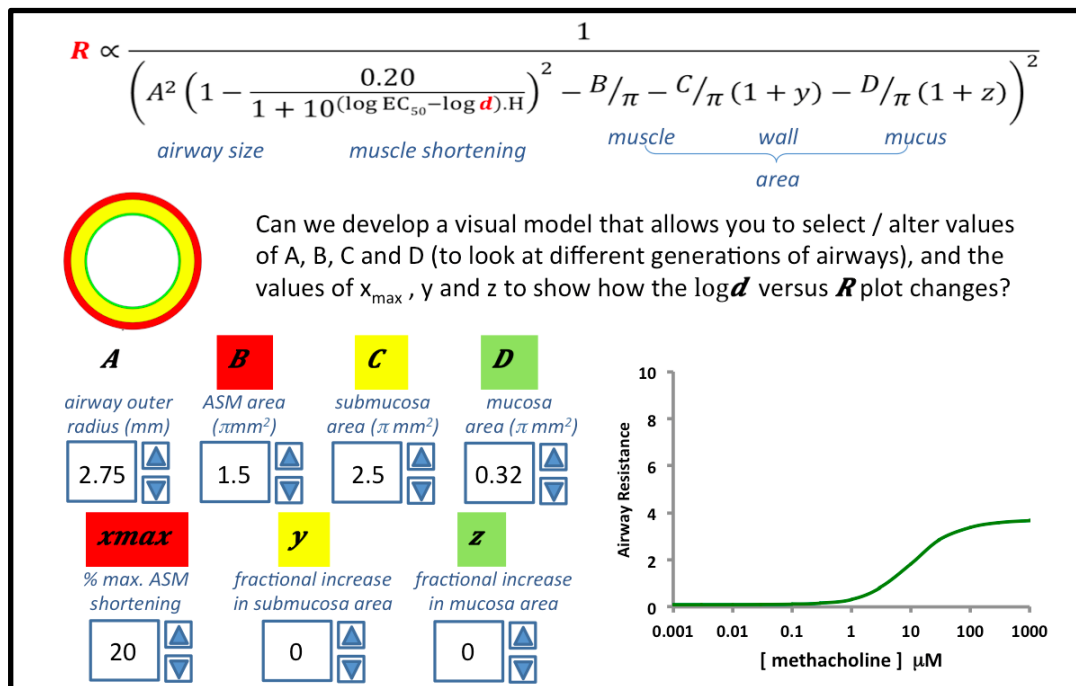 R ∝ 1 / (A² (1 − 0.20 / (1 + 10^((log EC₅₀−log d).H)))² − B/π − C/π (1 + y) − D/π (1 + z))²
airway size muscle shortening muscle wall mucus
area
Can we develop a visual model that allows you to select / alter values
of A, B, C and D (to look at different generations of airways), and the
values of xₘₐₓ , y and z to show how the log d versus R plot changes?
A B C D
airway outer
radius (mm)
ASM area
(πmm²)
submucosa
area (π mm²)
mucosa
area (π mm²)
2.75 1.5 2.5 0.32
xmax y z
% max. ASM
shortening
fractional increase
in submucosa area
fractional increase
in mucosa area
20 0 0
Airway Resistance
10
8
6
4
2
0
0.001 0.01 0.1 1 10 100 1000
[ methacholine ] μM